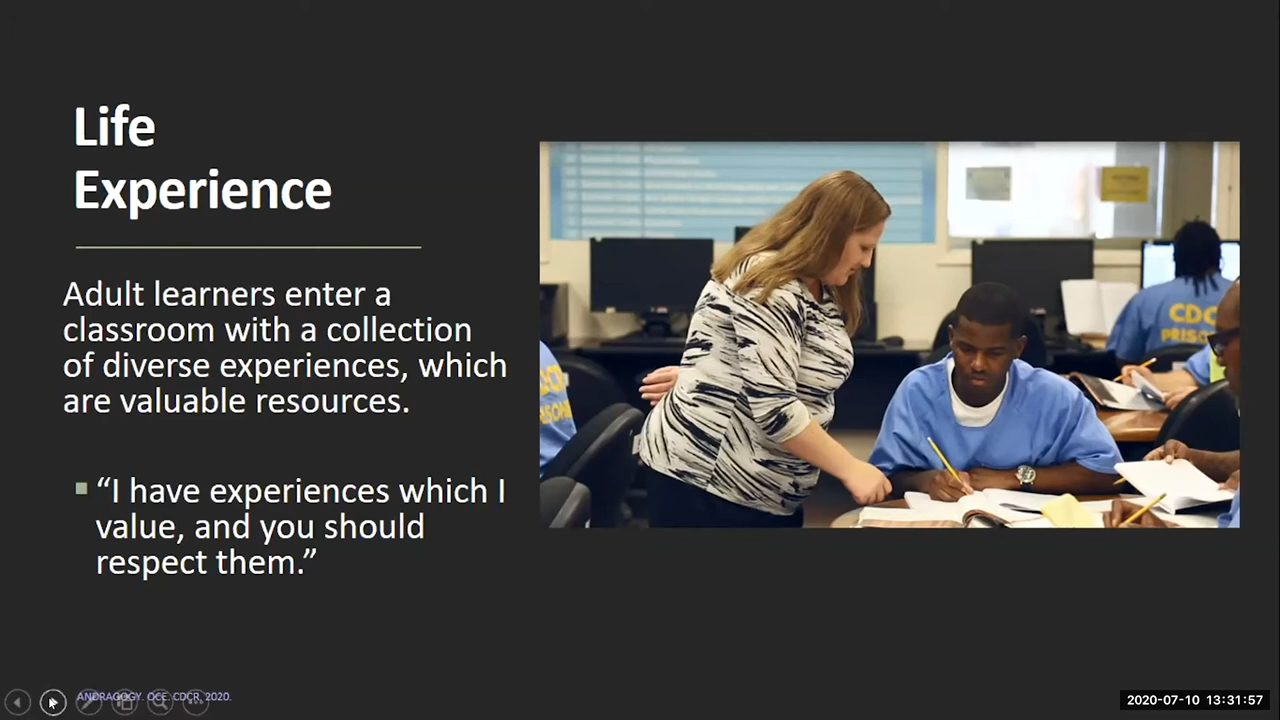 Life
Experience
Adult learners enter a
classroom with a collection
of diverse experiences, which
are valuable resources.
▪ “I have experiences which I
value, and you should
respect them.”
CDC
PRISON
ANDRAGOGY. OCE. CDCR, 2020.
2020-07-10 13:31:57